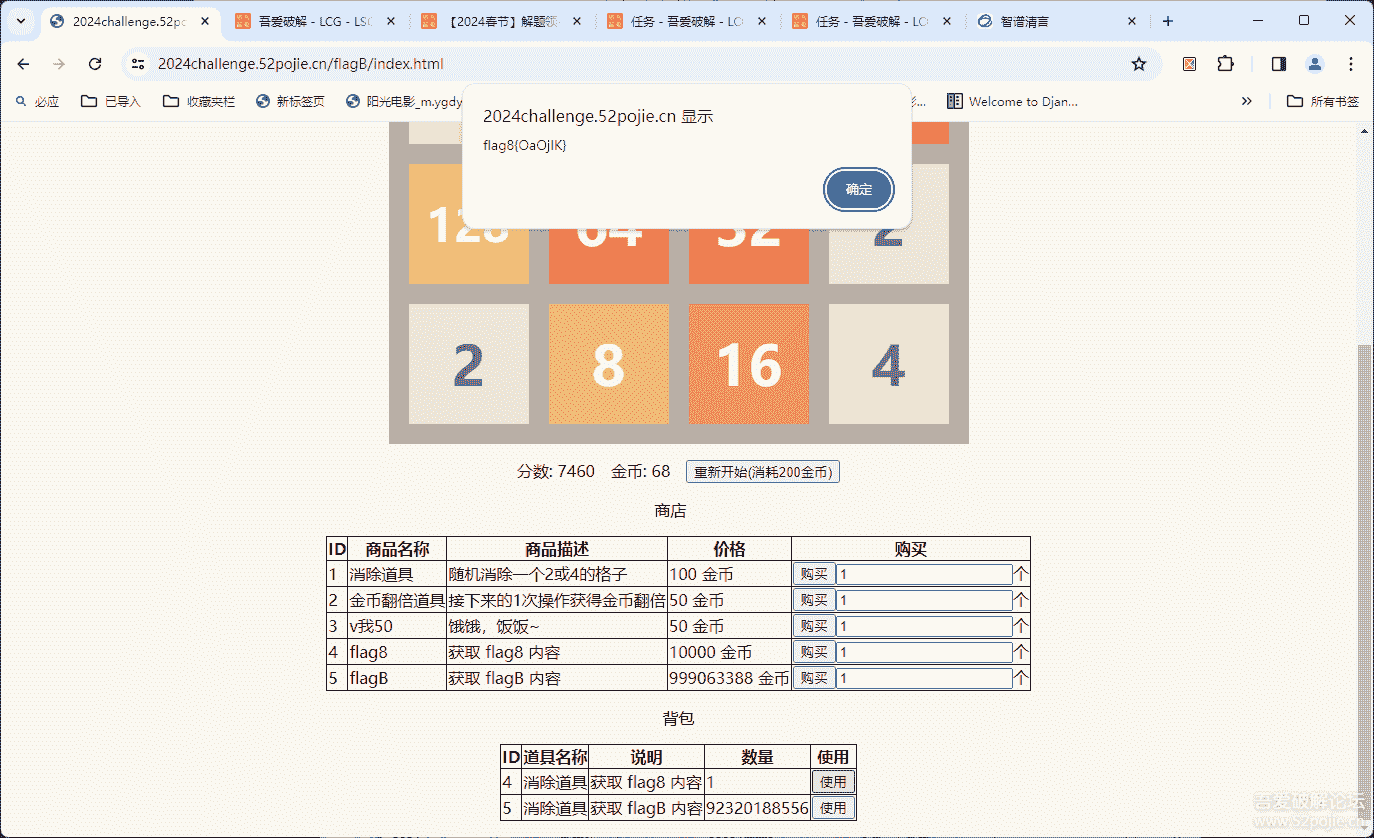 2024challenge.52pc
吾爱破解 - LCG - LSG
【2024春节】解题领
任务 - 吾爱破解 - LC
任务 - 吾爱破解 - LC
智谱清言
2024challenge.52pojie.cn/flagB/index.html
必应
已导入
收藏夹栏
新标签页
阳光电影_m.ygdy
Welcome to Djan...
所有书签
2024challenge.52pojie.cn 显示
flag8{OaOjIK}
确定
128 64 32 2
2 8 16 4
分数: 7460 金币: 68 重新开始(消耗200金币)
商店
ID 商品名称 商品描述 价格 购买
1 消除道具 随机消除一个2或4的格子 100 金币 购买 1 个
2 金币翻倍道具 接下来的1次操作获得金币翻倍 50 金币 购买 1 个
3 v我50 饿饿，饭饭~ 50 金币 购买 1 个
4 flag8 获取 flag8 内容 10000 金币 购买 1 个
5 flagB 获取 flagB 内容 999063388 金币 购买 1 个
背包
ID 道具名称 说明 数量 使用
4 消除道具 获取 flag8 内容 1 使用
5 消除道具 获取 flagB 内容 92320188556 使用
吾爱破解论坛
www.52pojie.cn